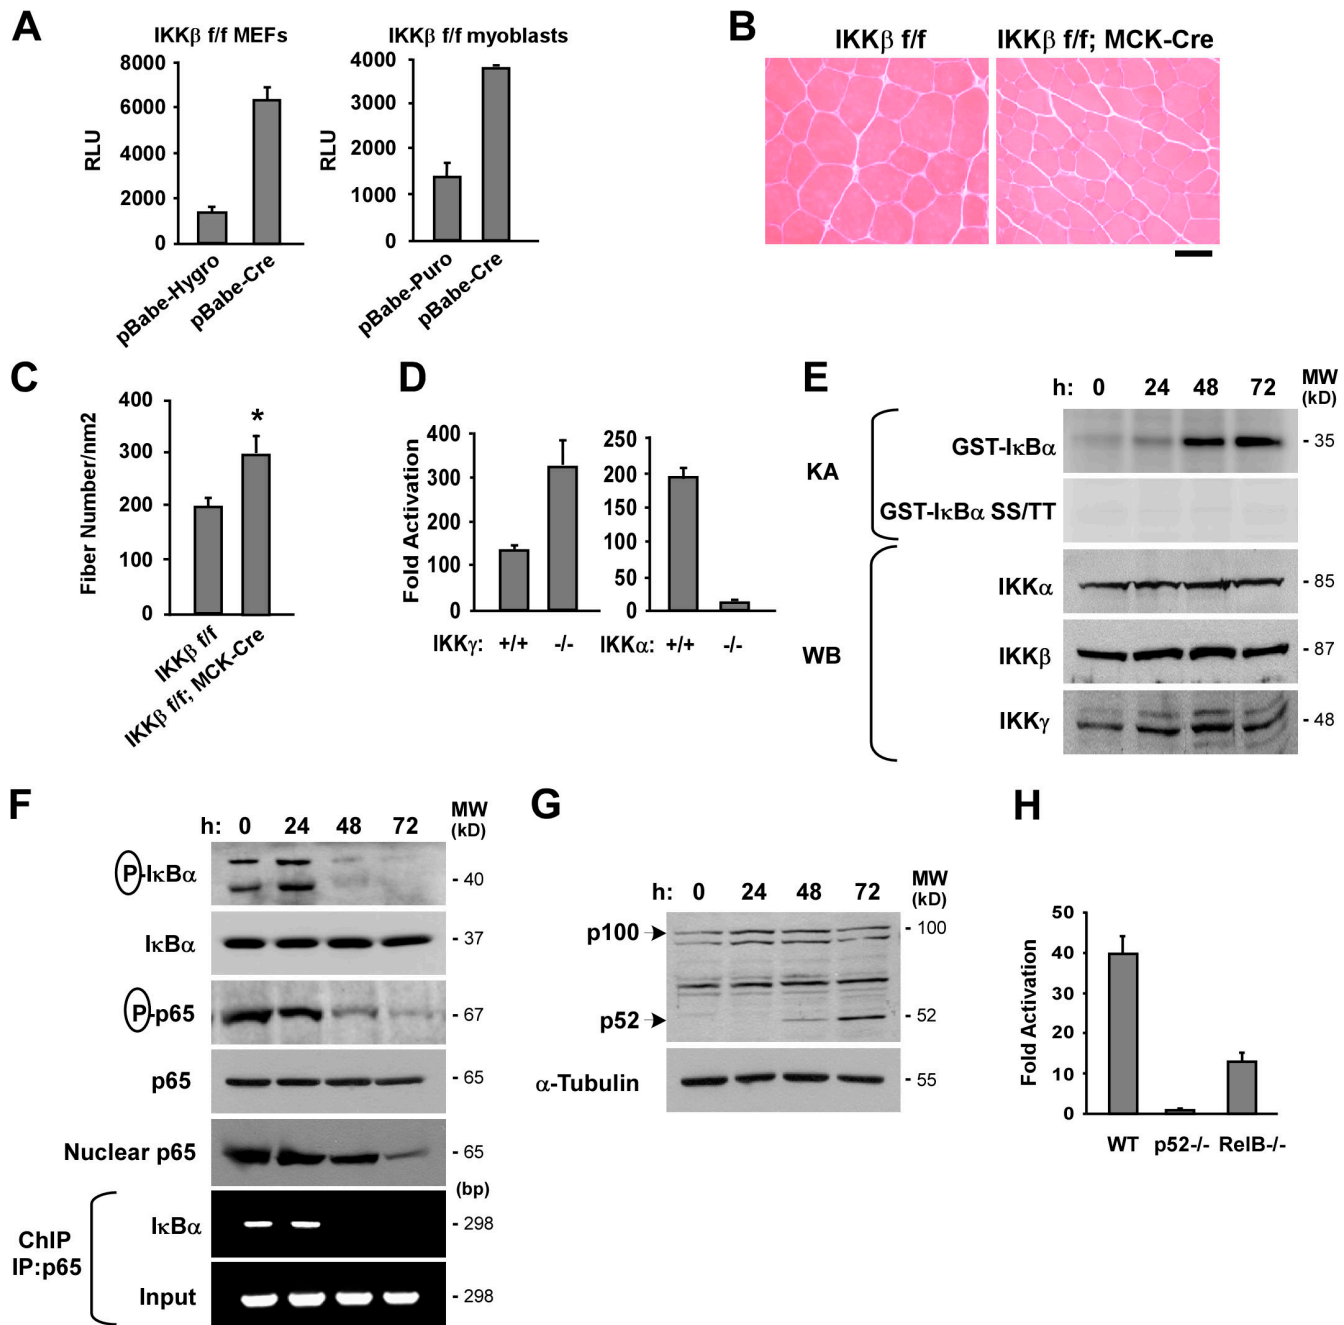 A
IKKβ f/f MEFs
RLU
8000
6000
4000
2000
0
pBabe-Hygro
pBabe-Cre
IKKβ f/f myoblasts
RLU
4000
3000
2000
1000
0
pBabe-Puro
pBabe-Cre
B
IKKβ f/f
IKKβ f/f; MCK-Cre
C
Fiber Number/nm2
400
300
200
100
0
*
IKKβ f/f
IKKβ f/f; MCK-Cre
D
Fold Activation
400
300
200
100
0
IKKγ: +/+ -/-
250
200
150
250
100
50
0
IKKα: +/+ -/-
E
h: 0 24 48 72
MW
(kD)
KA
GST-IκBα
- 35
GST-IκBα SS/TT
WB
IKKα
- 85
IKKβ
- 87
IKKγ
- 48
F
h: 0 24 48 72
MW
(kD)
P-IκBα
- 40
IκBα
- 37
P-p65
- 67
p65
- 65
Nuclear p65
- 65
(bp)
ChIP
IP:p65
IκBα
- 298
Input
- 298
G
h: 0 24 48 72
MW
(kD)
p100
- 100
p52
- 52
α-Tubulin
- 55
H
Fold Activation
50
40
30
20
10
0
WT p52-/- RelB-/-